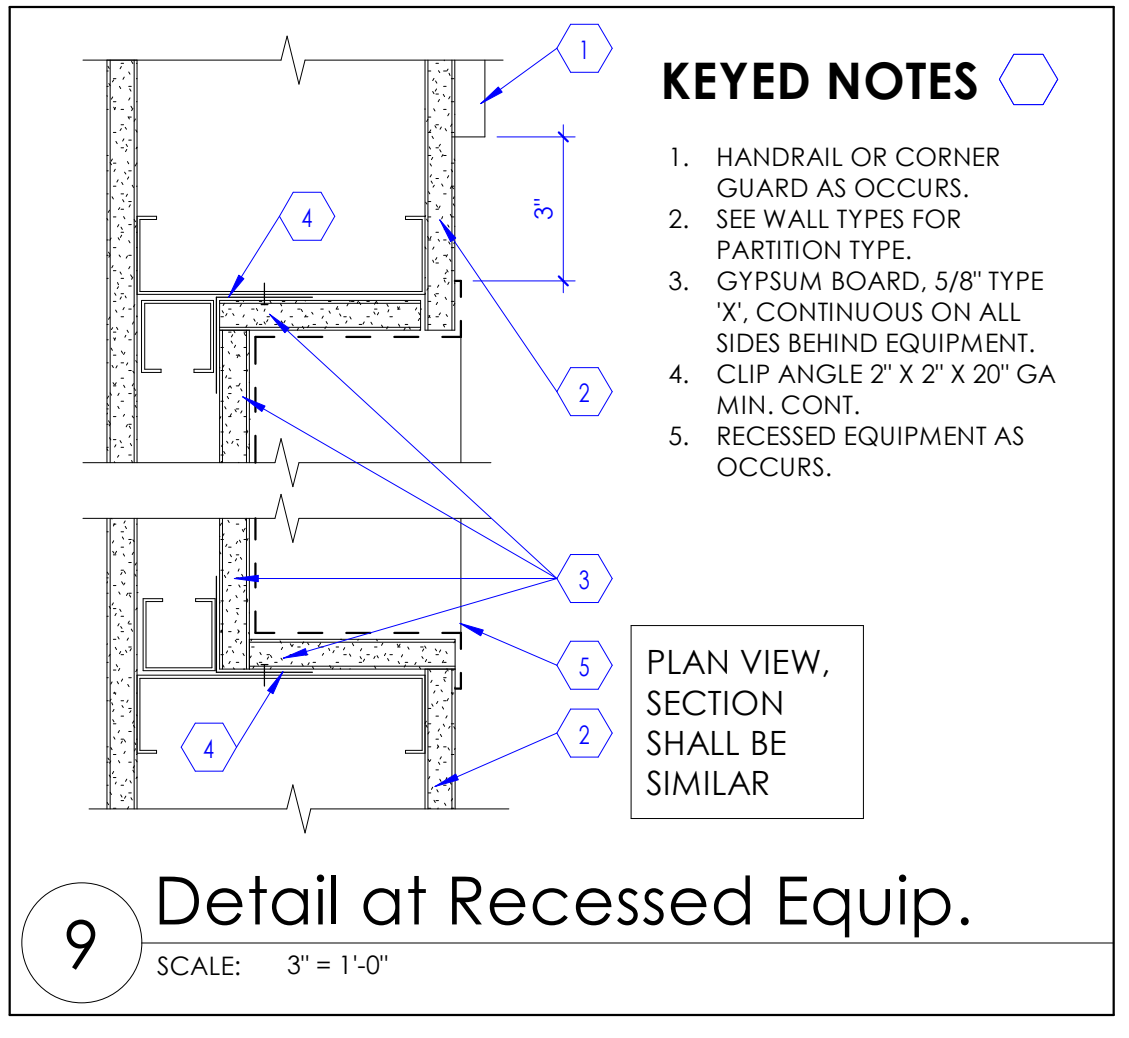 1
KEYED NOTES
1. HANDRAIL OR CORNER
GUARD AS OCCURS.
2. SEE WALL TYPES FOR
PARTITION TYPE.
3. GYPSUM BOARD, 5/8" TYPE
'X', CONTINUOUS ON ALL
SIDES BEHIND EQUIPMENT.
4. CLIP ANGLE 2" X 2" X 20" GA
MIN. CONT.
5. RECESSED EQUIPMENT AS
OCCURS.
4
3"
2
3
5
2
4
PLAN VIEW,
SECTION
SHALL BE
SIMILAR
9
Detail at Recessed Equip.
SCALE: 3" = 1'-0"